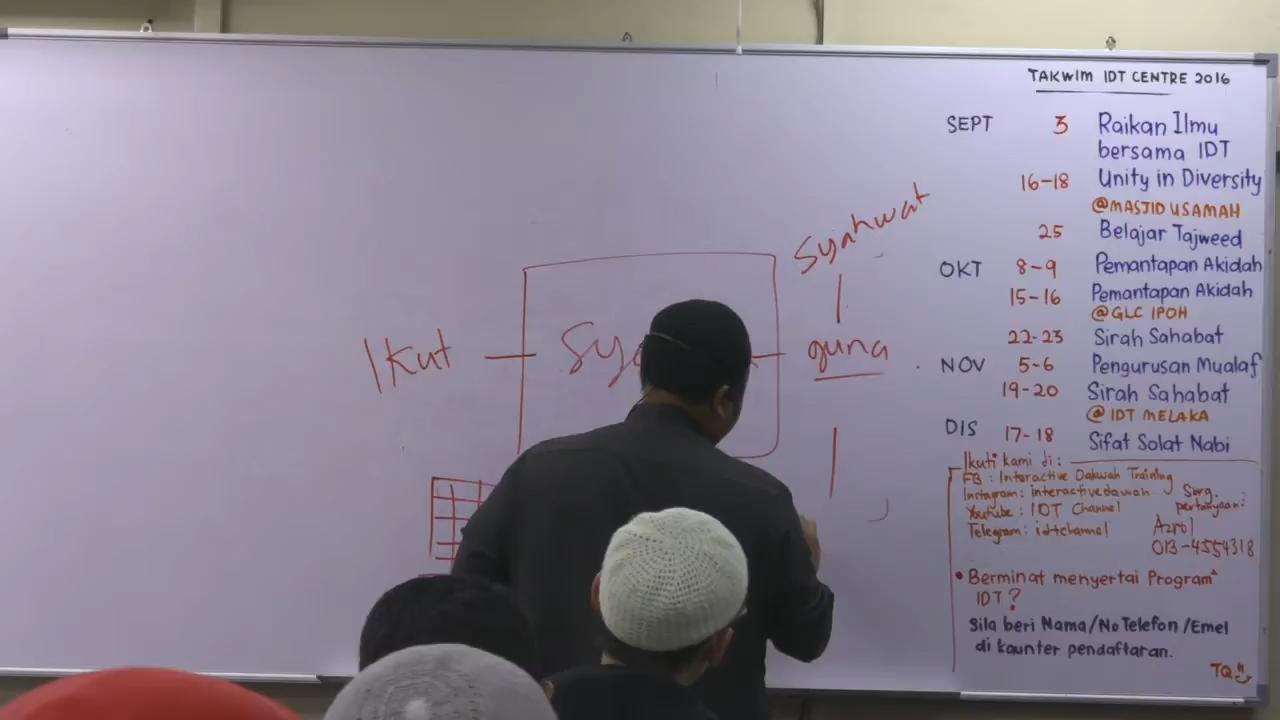 TAKWIM IDT CENTRE 2016
SEPT 3 Raikan Ilmu
bersama IDT
16-18 Unity in Diversity
@MASJID USAMAH
25 Belajar Tajweed
OKT 8-9 Pemantapan Akidah
15-16 Pemantapan Akidah
@GLC IPOH
22-23 Sirah Sahabat
NOV 5-6 Pengurusan Mualaf
19-20 Sirah Sahabat
@IDT MELAKA
DIS 17-18 Sifat Solat Nabi
Ikuti kami di:
FB: Interactive Dakwah Training
Instagram: interactivedawah
Youtube: IDT Channel
Telegram: idtchannel
Sbrg.
pertanyaan:
Azrol
013-4554318
• Berminat menyertai Program²
IDT?
Sila beri Nama/No Telefon/Emel
di kaunter pendaftaran.
TQ
Syahwat
Ikut
guna